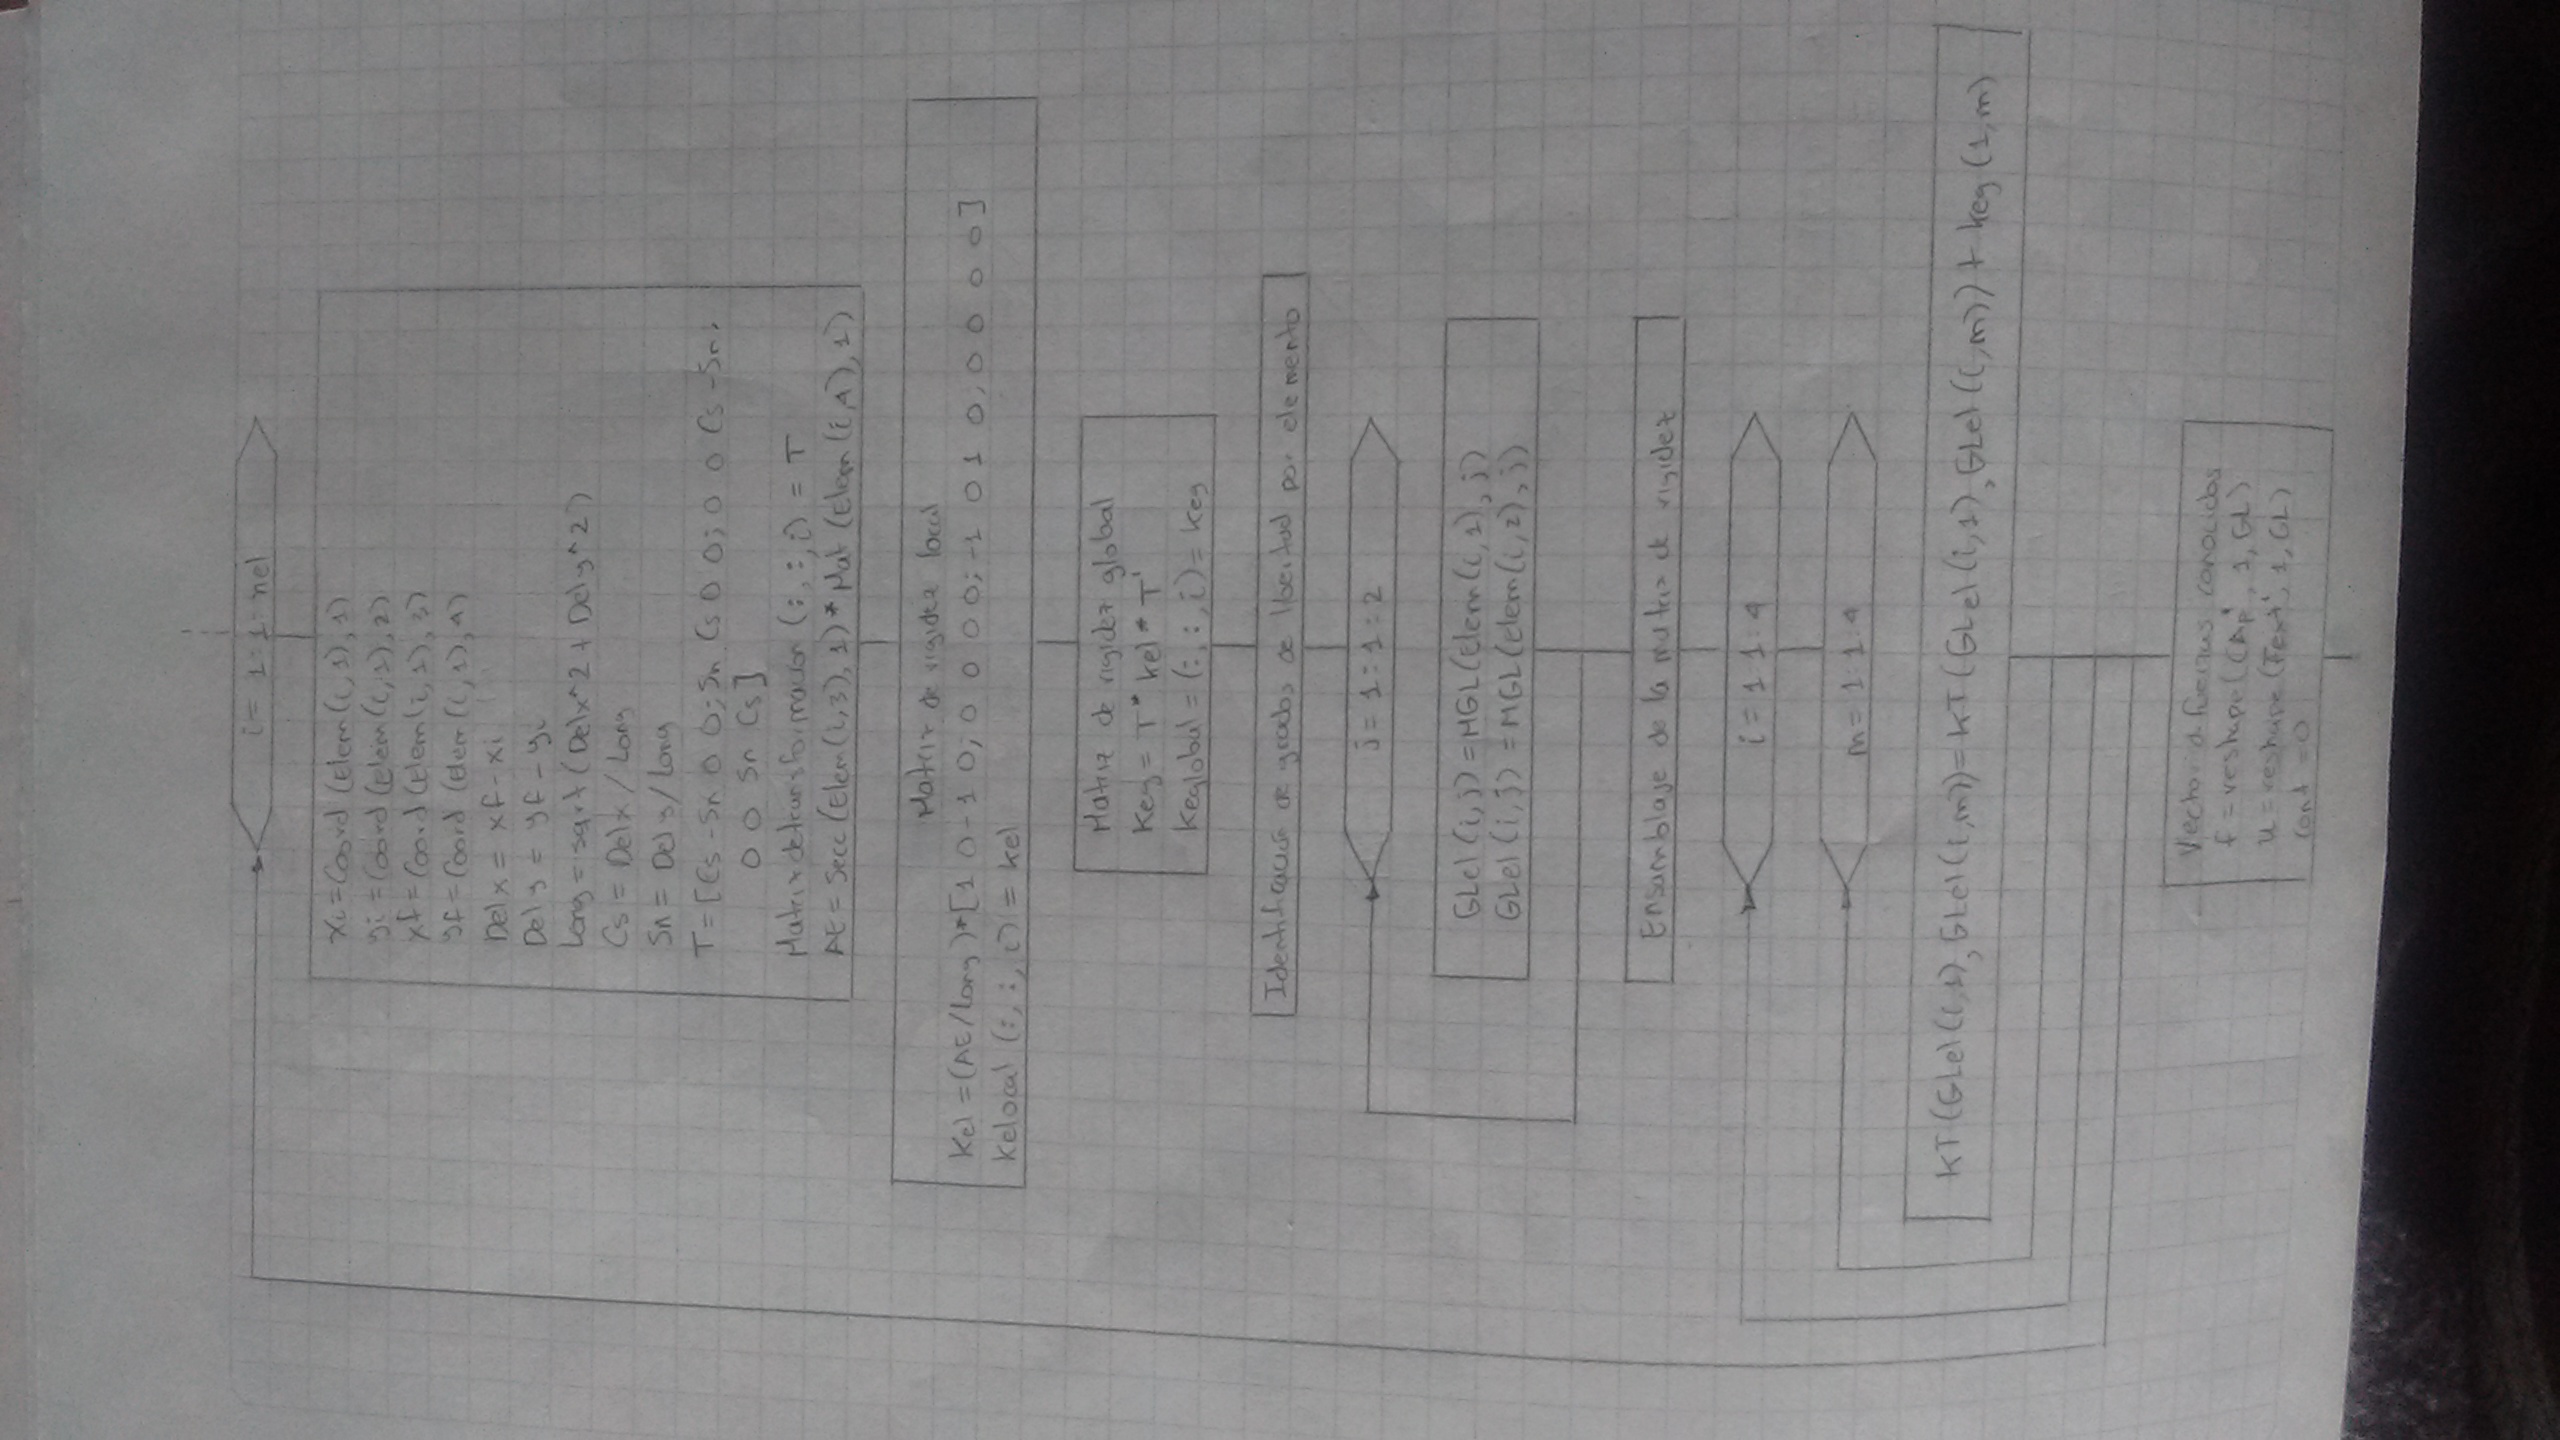 i = 1:1:nel
xi = Coord (Elem (i,1),1)
yi = Coord (Elem (i,1),2)
xf = Coord (Elem (i,2),3)
yf = Coord (Elem (i,2),4)
Delx = xf - xi
Dely = yf - yi
Long = sqrt (Delx^2 + Dely^2)
Cs = Delx / Long
Sn = Dely / Long
T = [Cs -Sn 0 0; Sn Cs 0 0; 0 0 Cs -Sn;
0 0 Sn Cs]
Matrix detransformacion (:,:,i) = T
AE = Secc (Elem (i,3),1) * Mat (Elem (i,4),1)
Matriz de rigidez local
Kel = (AE/Long) * [1 0 -1 0; 0 0 0 0; -1 0 1 0; 0 0 0 0]
Kelocal (:,:,i) = kel
Matriz de rigidez global
Keg = T * kel * T'
Keglobal = (:,:,i) = keg
Identificación de grados de libertad por elemento
j = 1:1:2
GLel (i,j) = MGL (elem (i,1),j)
GLel (i,j) = MGL (elem (i,2),j)
Ensamblaje de la matriz de rigidez
i = 1 1:4
m = 1:1:4
KT (GLel (i,1), GLel (i,m)) = KT (GLel (i,1), GLel (i,m)) + keg (1,m)
Vector d fuerzas conocidas
f = reshape (CAp', 1, GL)
u = reshape (Fext', 1, GL)
Cont = 0